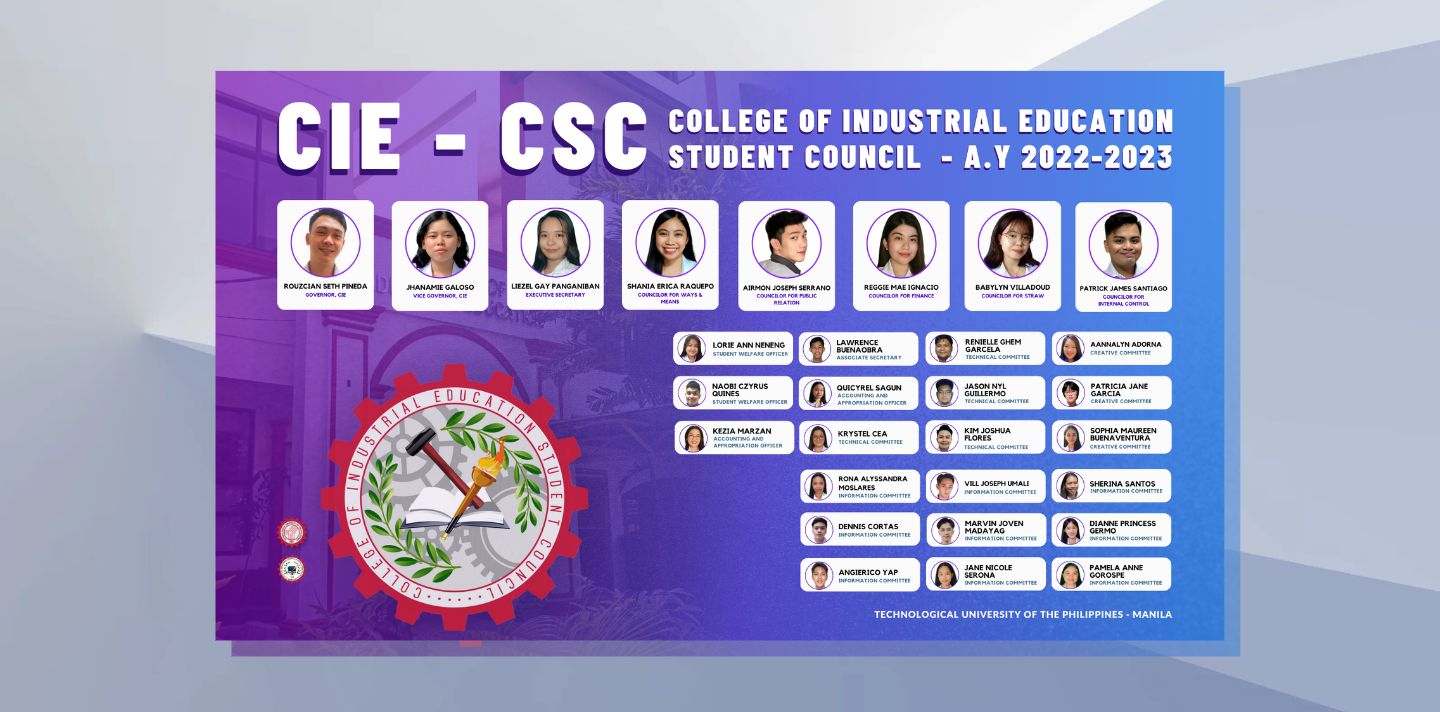 CIE - CSC
COLLEGE OF INDUSTRIAL EDUCATION
STUDENT COUNCIL - A.Y 2022-2023
ROUZCIAN SETH PINEDA
GOVERNOR, CIE
JHANAMIE GALOSO
VICE GOVERNOR, CIE
LIEZEL GAY PANGANIBAN
EXECUTIVE SECRETARY
SHANIA ERICA RAQUEPO
COUNCILOR FOR WAYS &
MEANS
AIRMON JOSEPH SERRANO
COUNCILOR FOR PUBLIC
RELATION
REGGIE MAE IGNACIO
COUNCILOR FOR FINANCE
BABYLYN VILLADOUD
COUNCILOR FOR STRAW
PATRICK JAMES SANTIAGO
COUNCILOR FOR
INTERNAL CONTROL
LORIE ANN NENENG
STUDENT WELFARE OFFICER
LAWRENCE
BUENAOBRA
ASSOCIATE SECRETARY
RENIELLE GHEM
GARCELA
TECHNICAL COMMITTEE
AANNALYN ADORNA
CREATIVE COMMITTEE
NAOBI CZYRUS
QUINES
STUDENT WELFARE OFFICER
QUICYREL SAGUN
ACCOUNTING AND
APPROPRIATION OFFICER
JASON NYL
GUILLERMO
TECHNICAL COMMITTEE
PATRICIA JANE
GARCIA
CREATIVE COMMITTEE
KEZIA MARZAN
ACCOUNTING AND
APPROPRIATION OFFICER
KRYSTEL CEA
TECHNICAL COMMITTEE
KIM JOSHUA
FLORES
TECHNICAL COMMITTEE
SOPHIA MAUREEN
BUENAVENTURA
CREATIVE COMMITTEE
RONA ALYSSANDRA
MOSLARES
INFORMATION COMMITTEE
VILL JOSEPH UMALI
INFORMATION COMMITTEE
SHERINA SANTOS
INFORMATION COMMITTEE
DENNIS CORTAS
INFORMATION COMMITTEE
MARVIN JOVEN
MADAYAG
INFORMATION COMMITTEE
DIANNE PRINCESS
GERMO
INFORMATION COMMITTEE
ANGIERICO YAP
INFORMATION COMMITTEE
JANE NICOLE
SERONA
INFORMATION COMMITTEE
PAMELA ANNE
GOROSPE
INFORMATION COMMITTEE
COLLEGE OF INDUSTRIAL EDUCATION STUDENT COUNCIL
TECHNOLOGICAL UNIVERSITY OF THE PHILIPPINES - MANILA